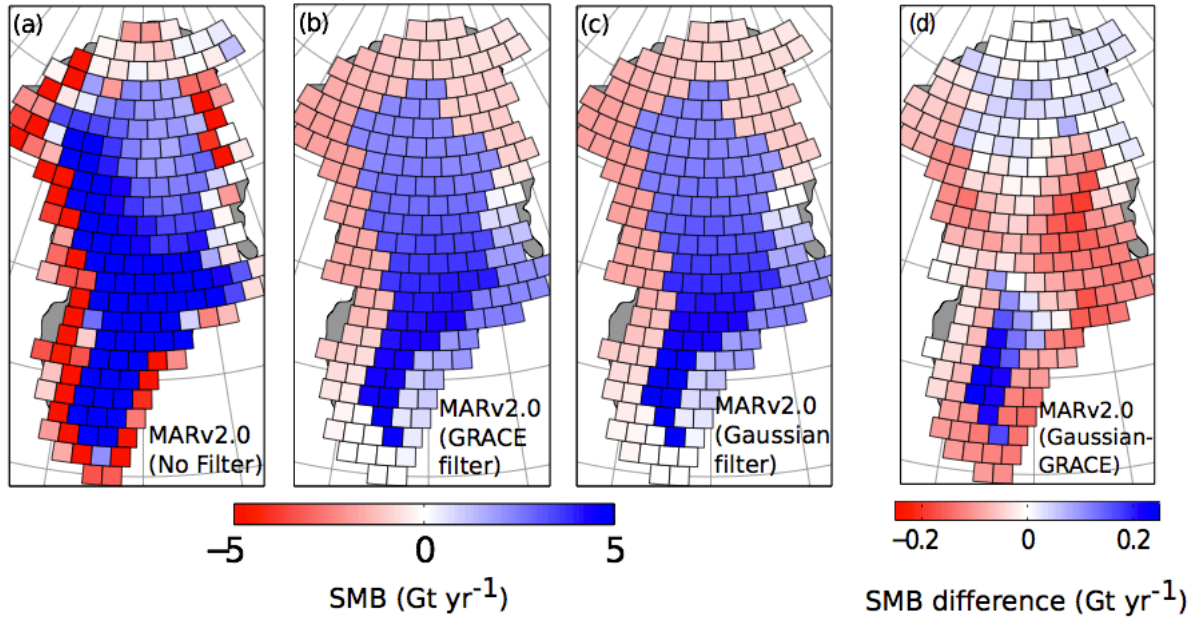 (a)
MARv2.0
(No Filter)
(b)
MARv2.0
(GRACE
filter)
(c)
MARv2.0
(Gaussian
filter)
(d)
MARv2.0
(Gaussian-
GRACE)
−5
0
5
SMB (Gt yr-1)
−0.2
0
0.2
SMB difference (Gt yr-1)